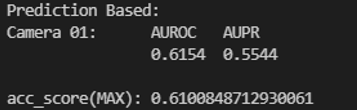 Prediction Based:
Camera 01: AUROC AUPR
0.6154 0.5544
acc_score(MAX): 0.6100848712930061